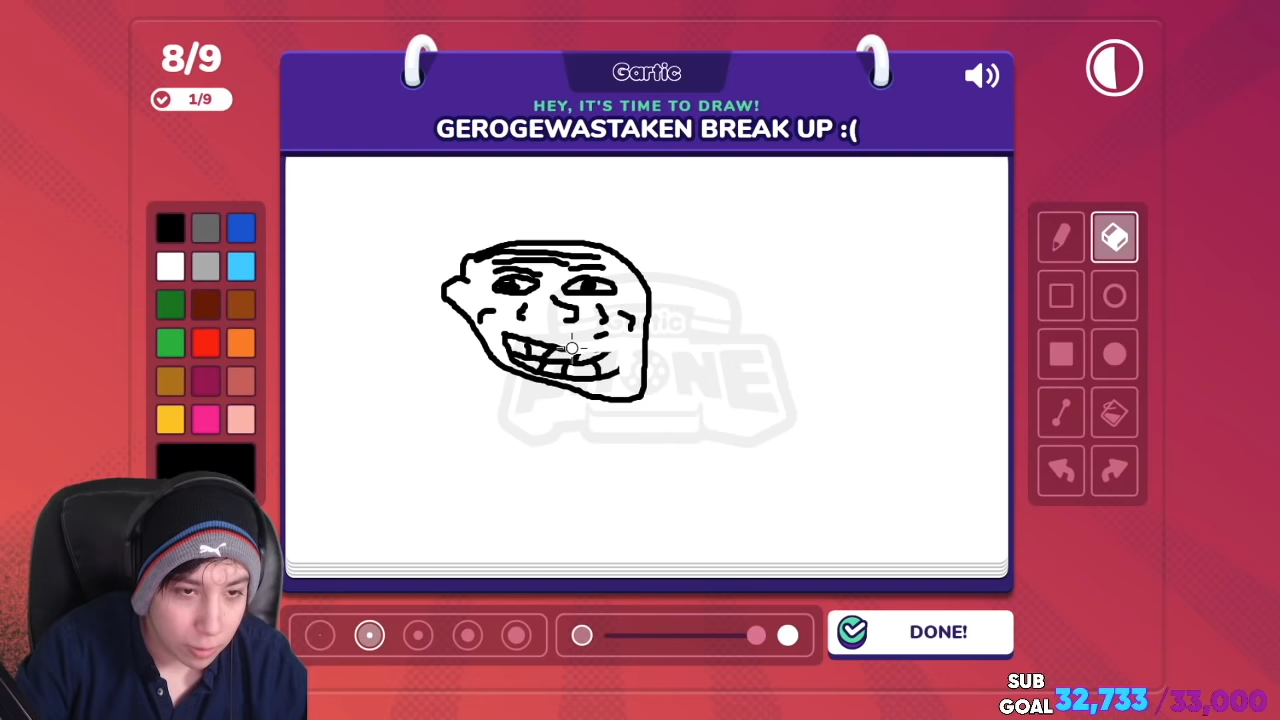 8/9
1/9
Gartic
HEY, IT'S TIME TO DRAW!
GEROGEWASTAKEN BREAK UP :(
DONE!
SUB
GOAL 32,733 / 33,000